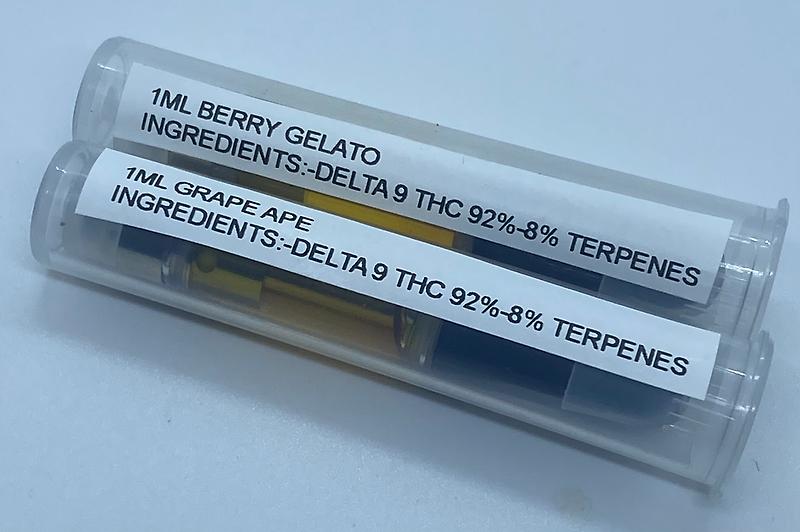 1ML BERRY GELATO
INGREDIENTS:-DELTA 9 THC 92%-8% TERPENES
1ML GRAPE APE
INGREDIENTS:-DELTA 9 THC 92%-8% TERPENES